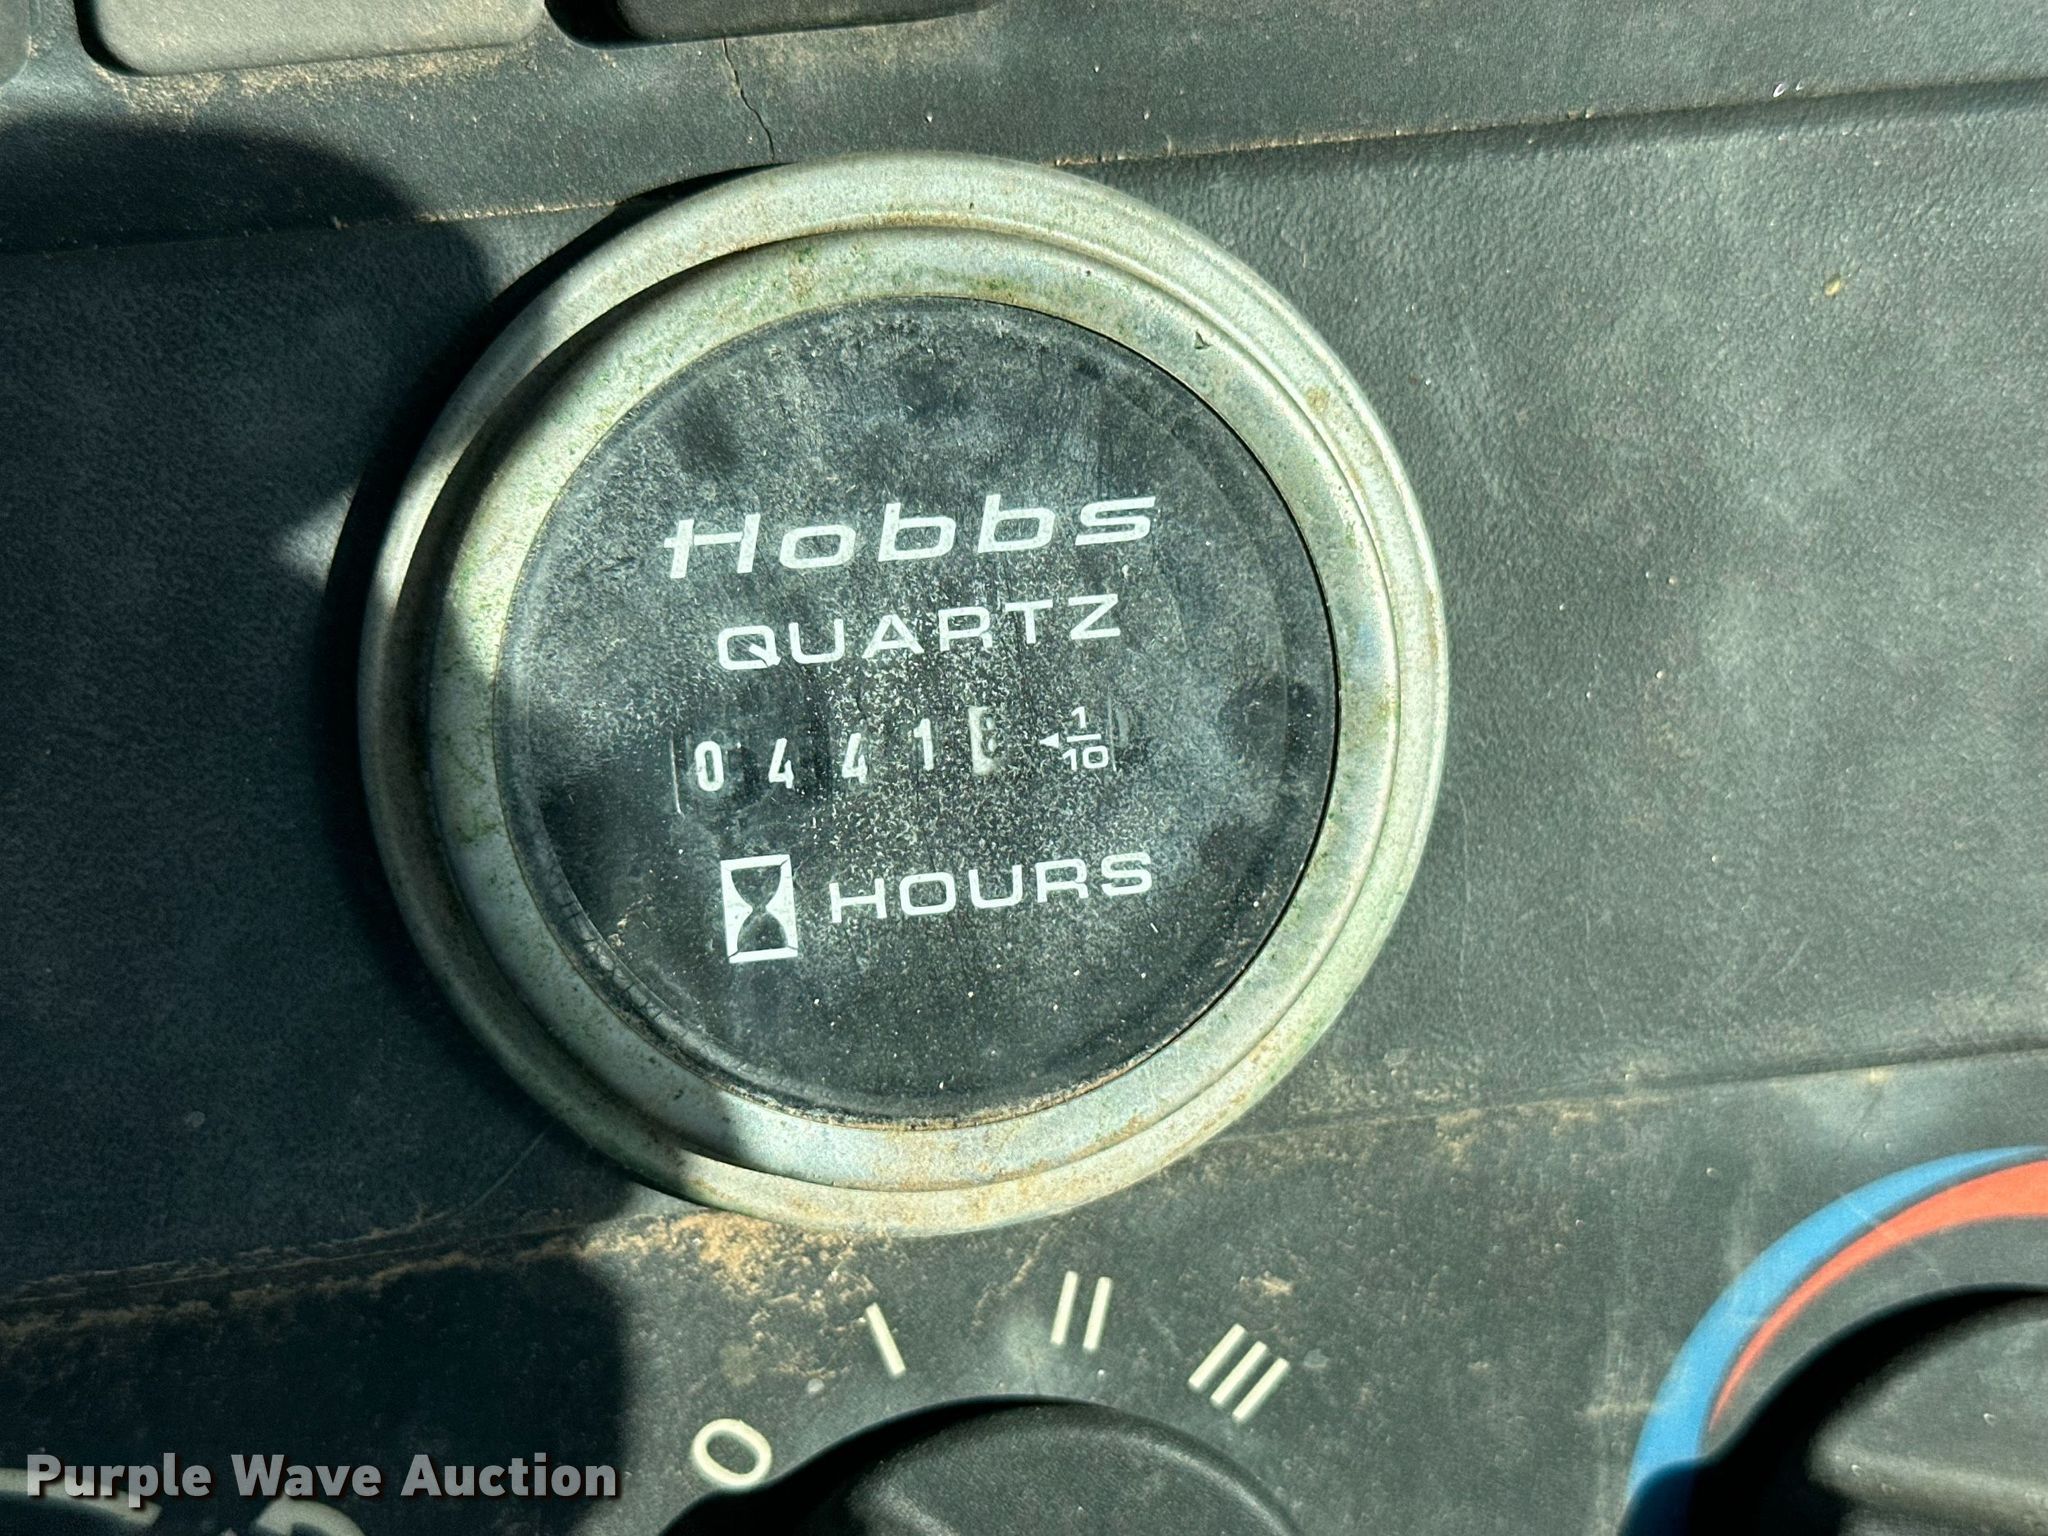 Hobbs
QUARTZ
0441 1/10
HOURS
0 I II III
Purple Wave Auction